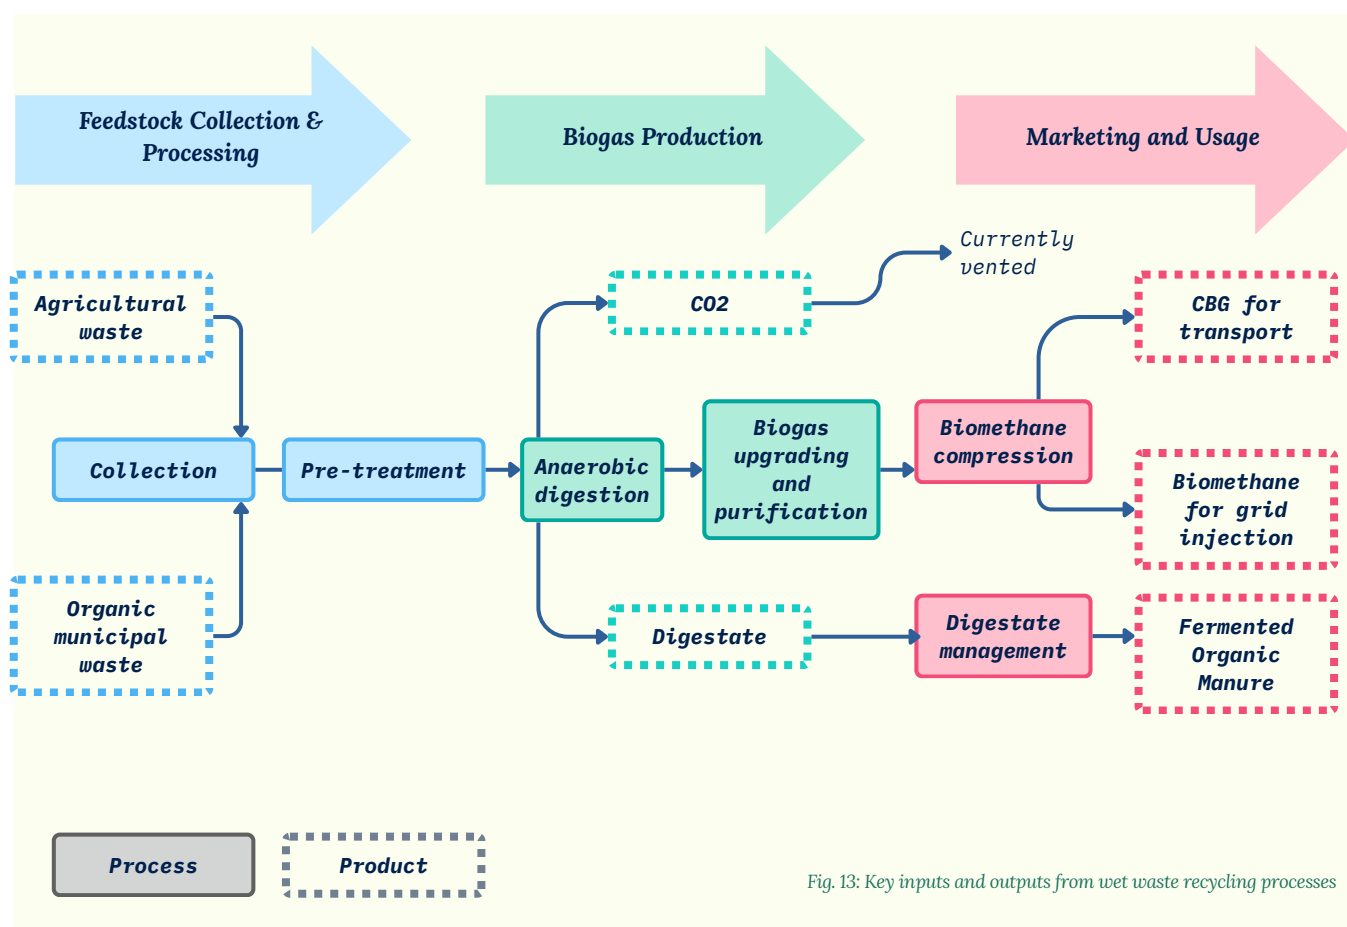 Feedstock Collection &
Processing
Biogas Production
Marketing and Usage
Currently
vented
Agricultural
waste
CO2
CBG for
transport
Collection
Pre-treatment
Anaerobic
digestion
Biogas
upgrading
and
purification
Biomethane
compression
Biomethane
for grid
injection
Organic
municipal
waste
Digestate
Digestate
management
Fermented
Organic
Manure
Process
Product
Fig. 13: Key inputs and outputs from wet waste recycling processes